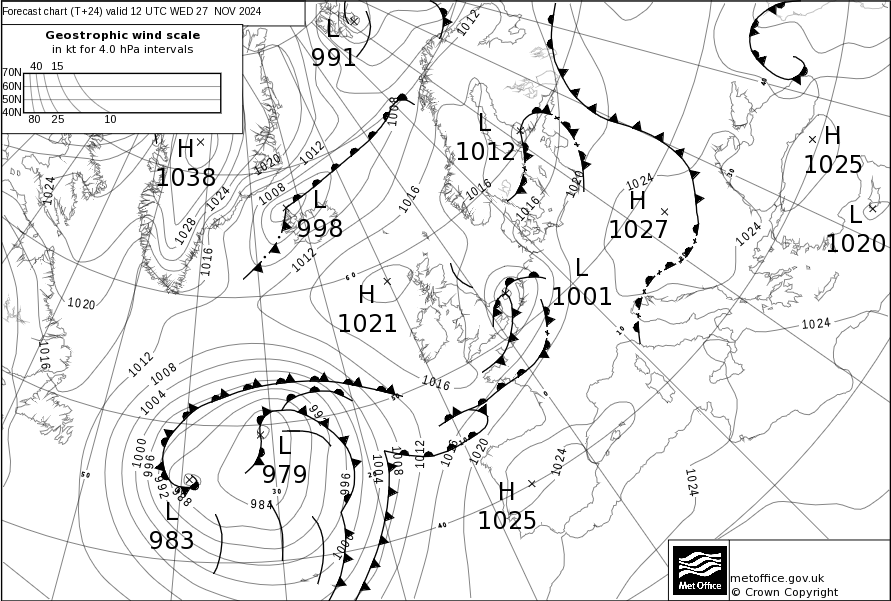 Forecast chart (T+24) valid 12 UTC WED 27 NOV 2024
Geostrophic wind scale
in kt for 4.0 hPa intervals
40 15
70N
60N
50N
40N
80 25 10
L
991
1012
1008
H
1038
1020
1012
1024
1024
1008
1028
1016
L
998
1012
1016
L
1012
1016
1016
1020
1024
H
1027
H
1025
L
1020
1024
1024
50
40
60
H
1021
L
1001
10
0
1020
1016
1012
1008
1004
1016
1000
996
992
988
L
983
L
979
984
30
996
1004
1008
1012
1020
1024
H
1025
40
50
1024
Met Office
metoffice.gov.uk
© Crown Copyright